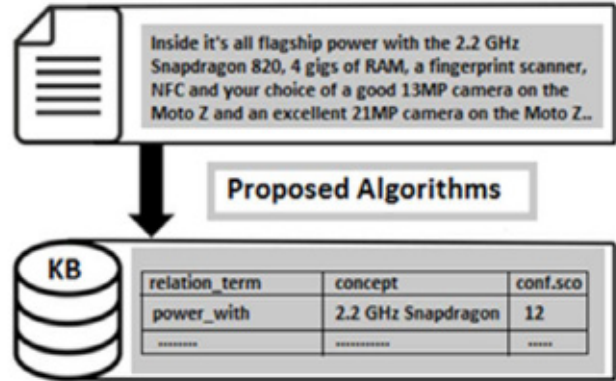 Inside it's all flagship power with the 2.2 GHz
Snapdragon 820, 4 gigs of RAM, a fingerprint scanner,
NFC and your choice of a good 13MP camera on the
Moto Z and an excellent 21MP camera on the Moto Z..
Proposed Algorithms
KB
relation_term concept conf.sco
power_with 2.2 GHz Snapdragon 12
........ ........... .....